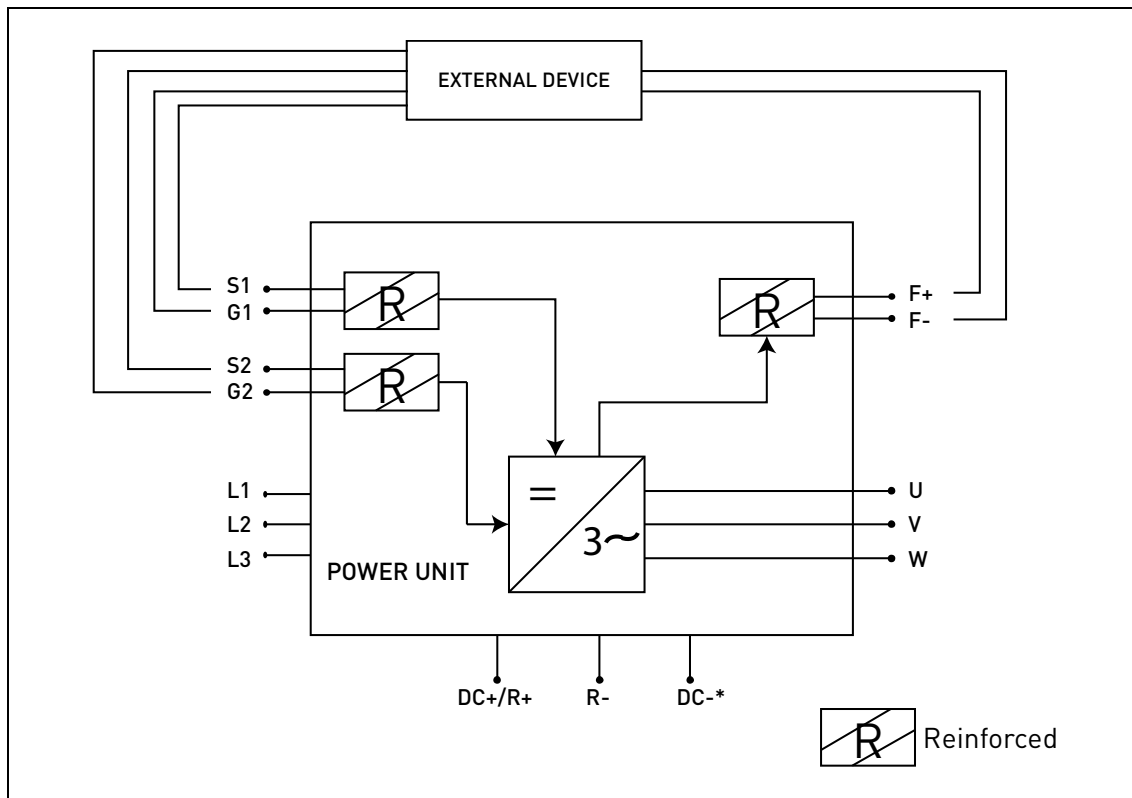 EXTERNAL DEVICE
S1
G1
S2
G2
R
R
R
F+
F-
L1
L2
L3
=
3~
U
V
W
POWER UNIT
DC+/R+
R-
DC-*
R
Reinforced